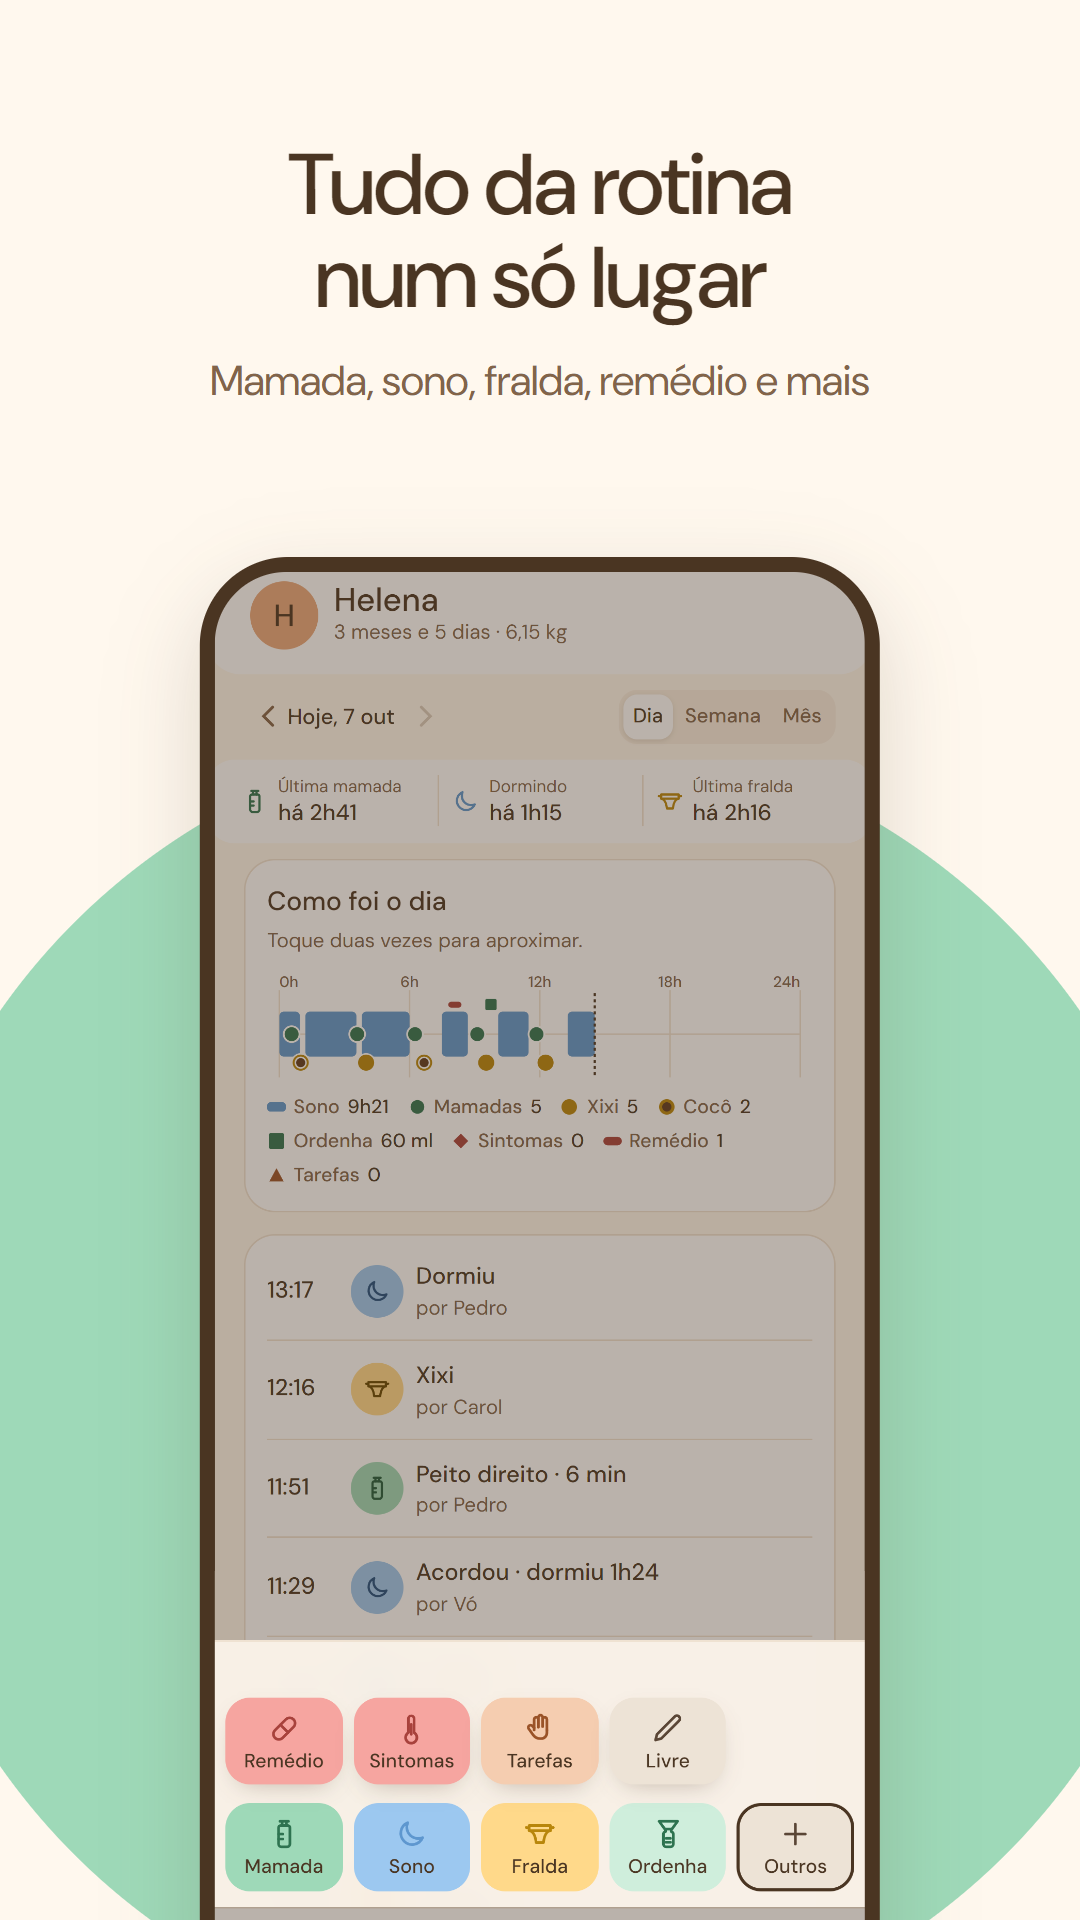 Tudo da rotina
num só lugar
Mamada, sono, fralda, remédio e mais
H
Helena
3 meses e 5 dias · 6,15 kg
Hoje, 7 out
Dia Semana Mês
Última mamada
há 2h41
Dormindo
há 1h15
Última fralda
há 2h16
Como foi o dia
Toque duas vezes para aproximar.
0h 6h 12h 18h 24h
Sono 9h21 Mamadas 5 Xixi 5 Cocô 2
Ordenha 60 ml Sintomas 0 Remédio 1
Tarefas 0
13:17 Dormiu
por Pedro
12:16 Xixi
por Carol
11:51 Peito direito · 6 min
por Pedro
11:29 Acordou · dormiu 1h24
por Vó
Remédio Sintomas Tarefas Livre
Mamada Sono Fralda Ordenha Outros